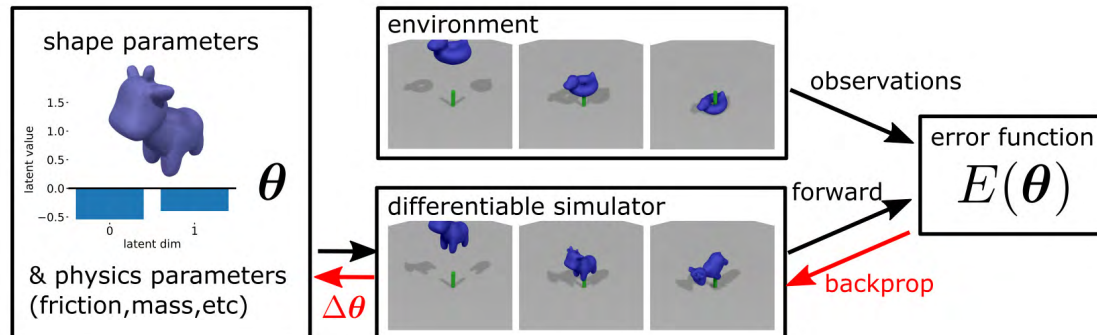 shape parameters
latent value
1.5
1.0
0.5
0.0
−0.5
0
1
latent dim
θ
& physics parameters
(friction,mass,etc)
environment
differentiable simulator
Δθ
observations
forward
backprop
error function
E(θ)